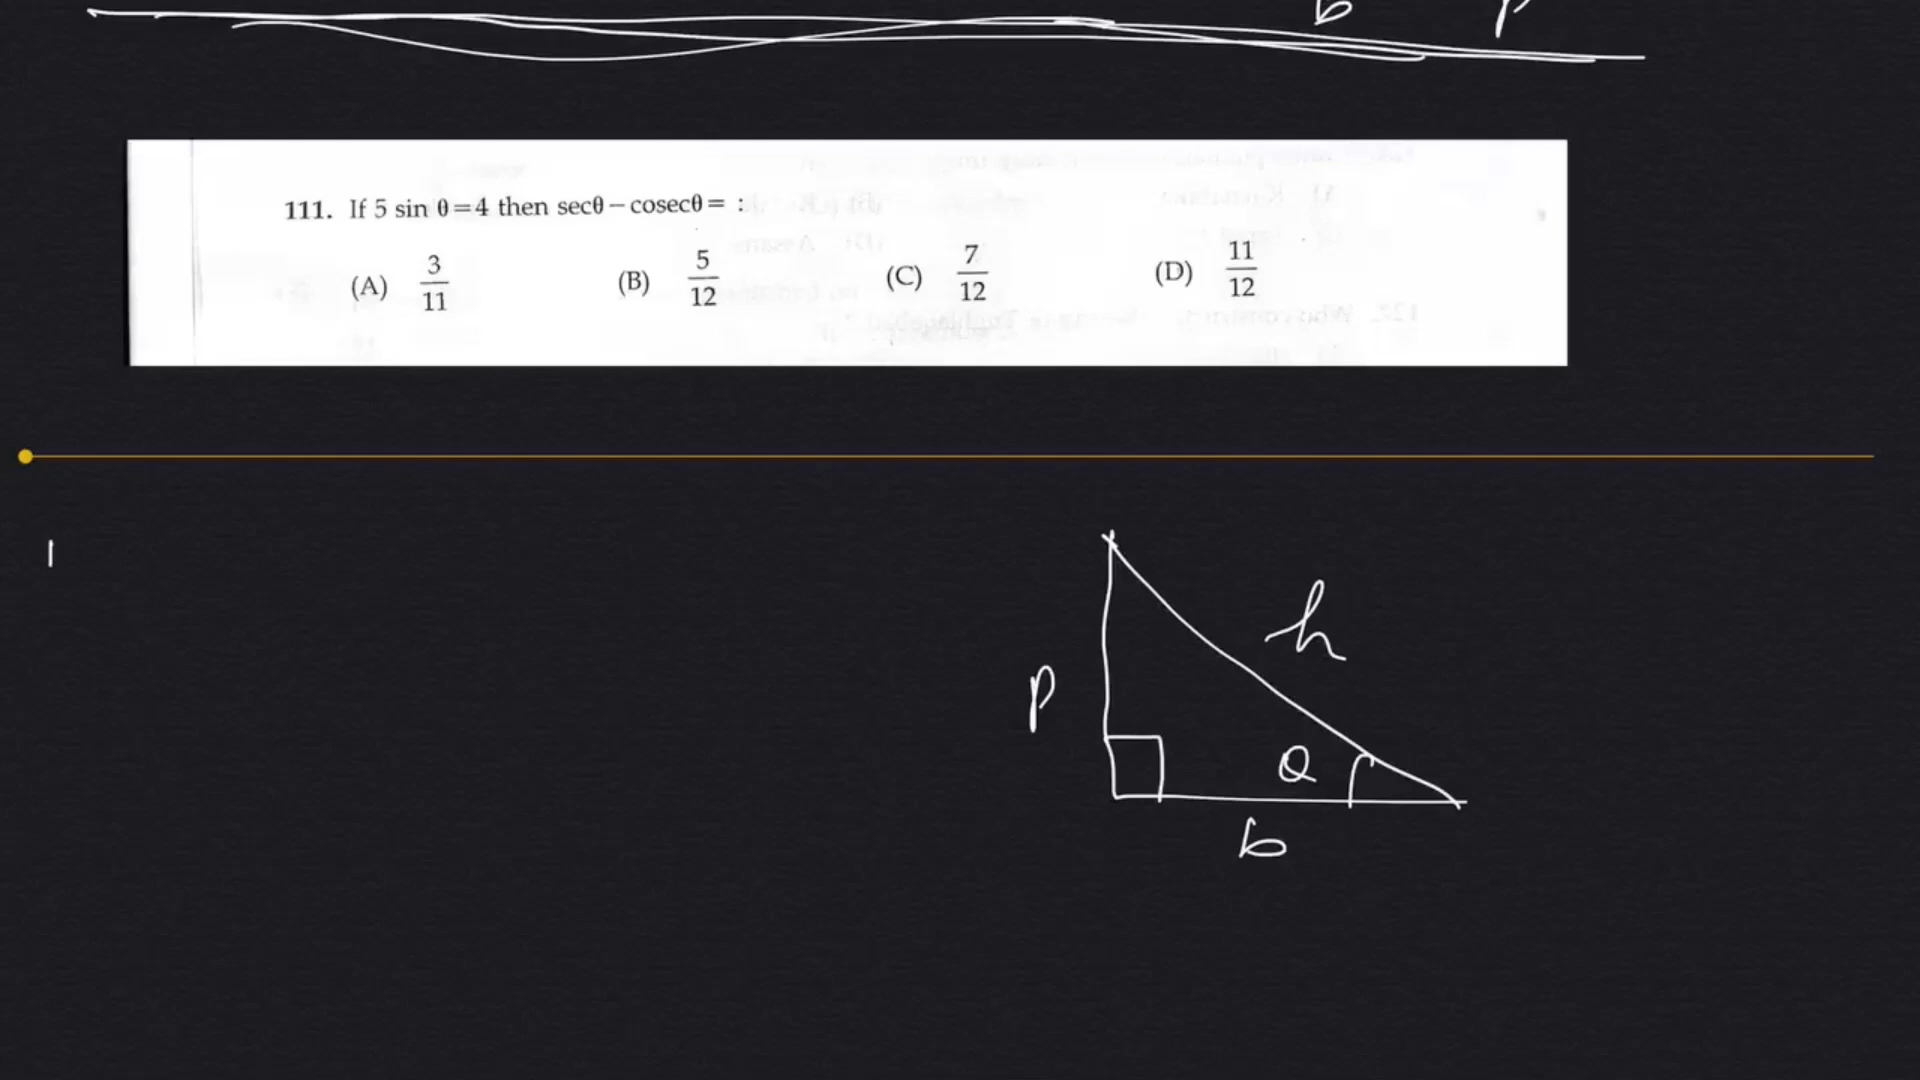 b p
111. If 5 sin θ=4 then secθ−cosecθ= :
(A) 3/11 (B) 5/12 (C) 7/12 (D) 11/12
h
p
θ
b